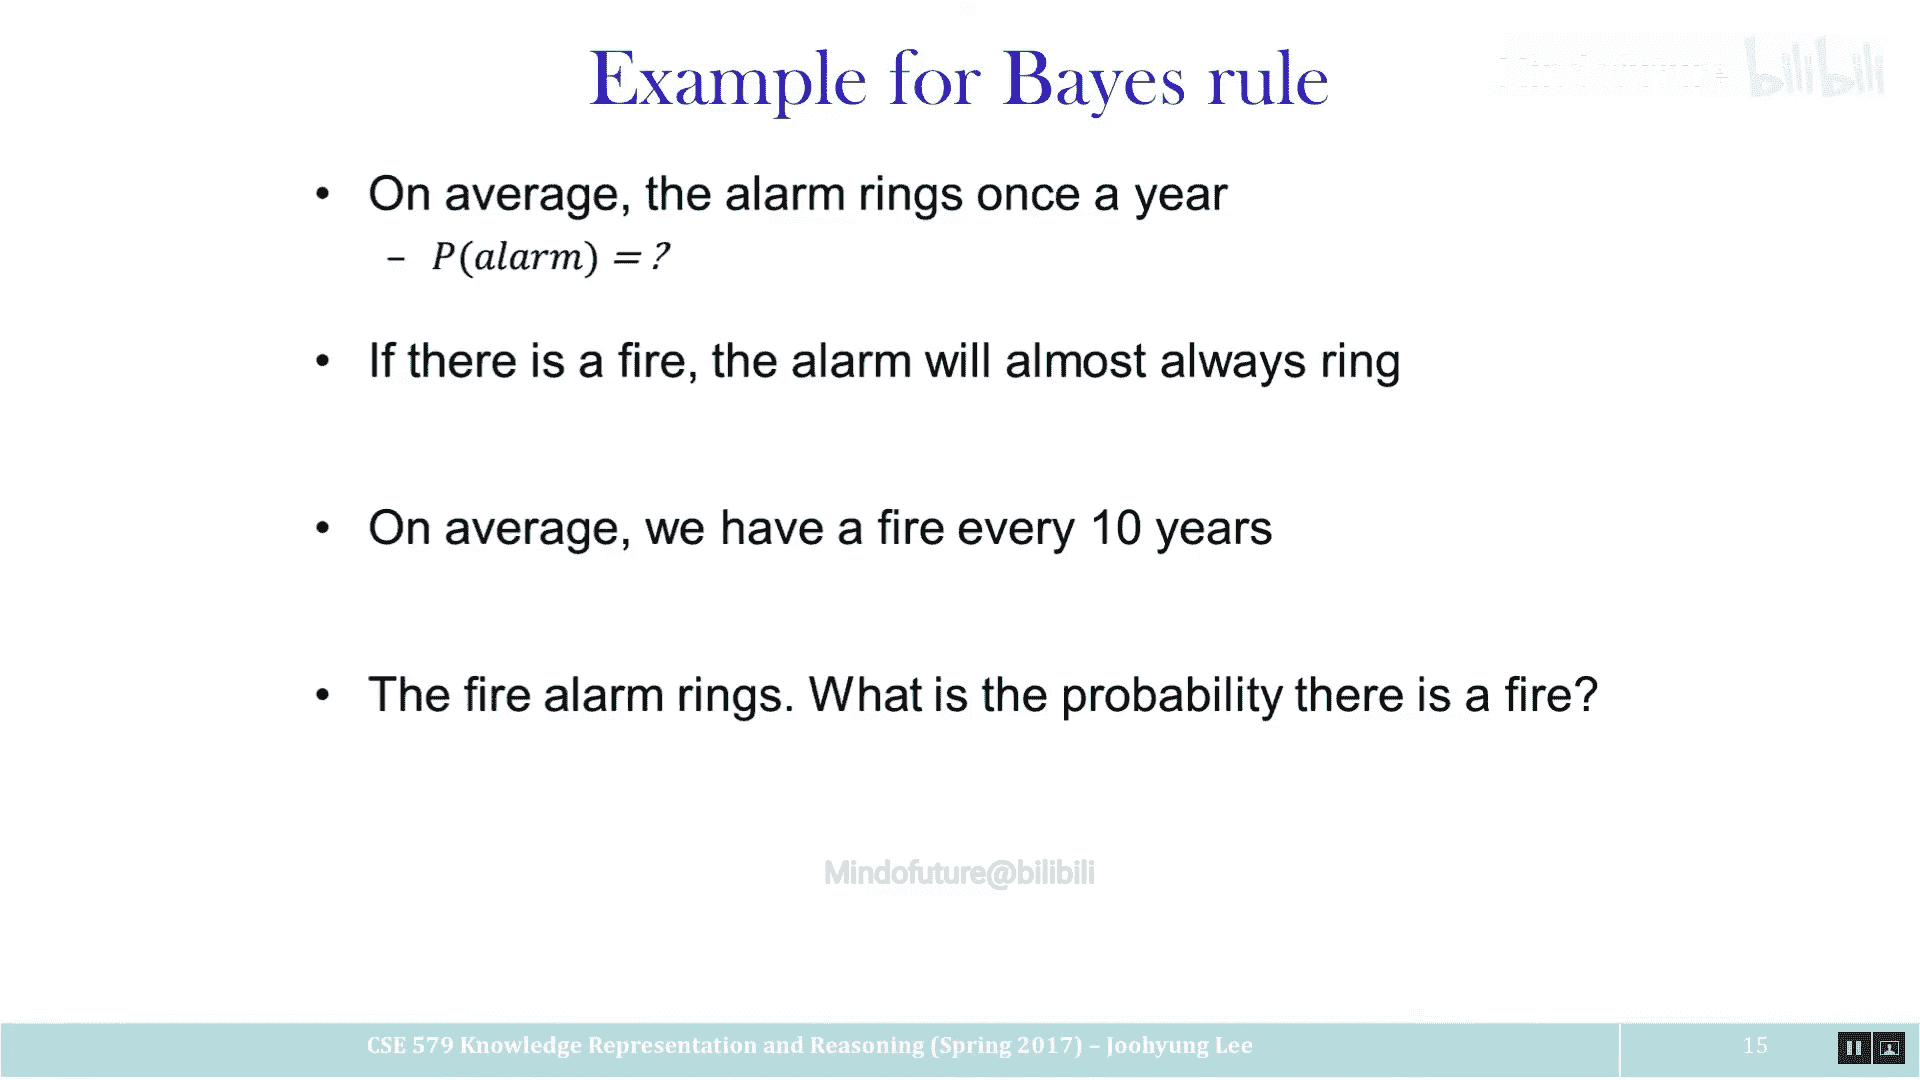 Example for Bayes rule
bilibili
• On average, the alarm rings once a year
– P(alarm) = ?
• If there is a fire, the alarm will almost always ring
• On average, we have a fire every 10 years
• The fire alarm rings. What is the probability there is a fire?
Mindofuture@bilibili
CSE 579 Knowledge Representation and Reasoning (Spring 2017) – Joohyung Lee
15